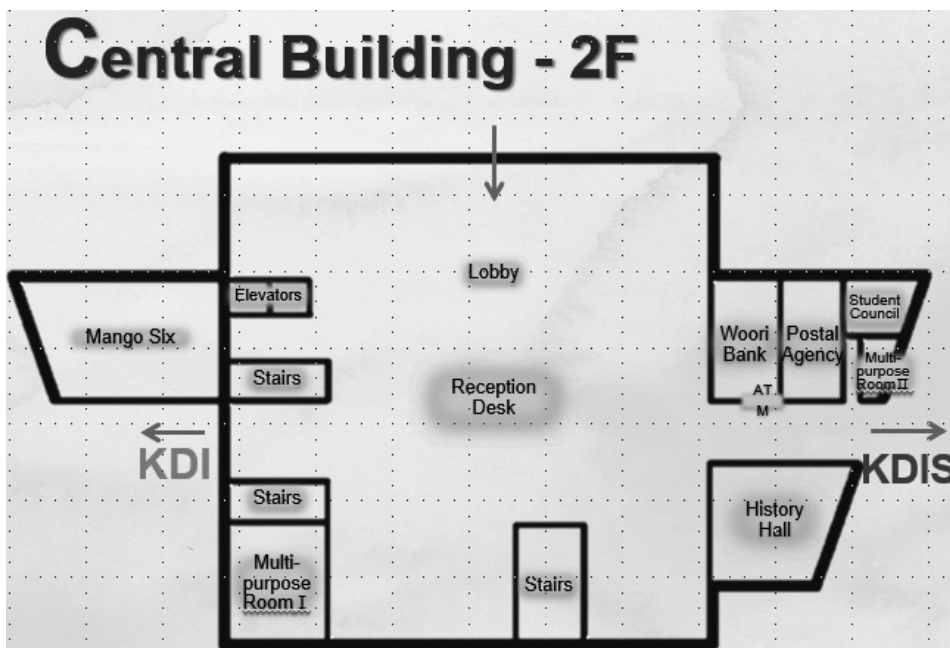 Central Building - 2F
Lobby
Elevators
Mango Six
Stairs
Reception
Desk
Woori
Bank
Postal
Agency
Student
Council
Multi-
purpose
Room Ⅱ
AT
M
KDI
KDIS
Stairs
Multi-
purpose
Room Ⅰ
Stairs
History
Hall